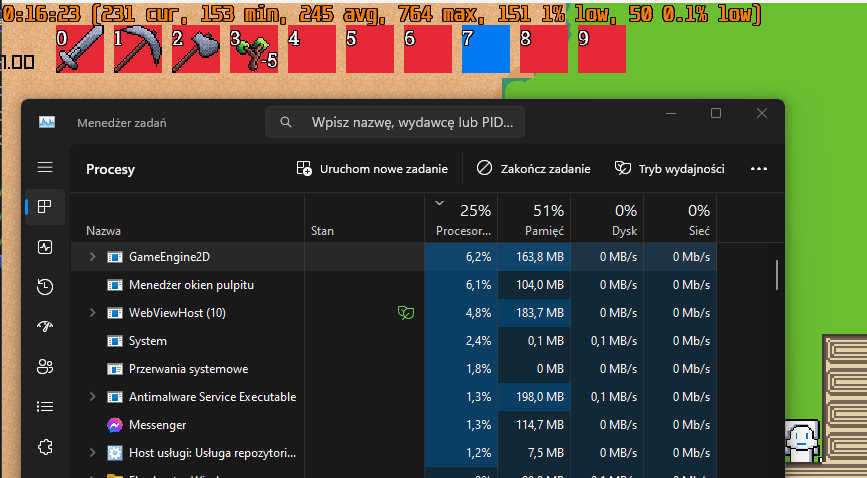 0:16:23 (231 cur, 153 min, 245 avg, 764 max, 151 1% low, 50 0.1% low)
0 1 2 3 4 5 6 7 8 9
-5
1.00
Menedżer zadań
Wpisz nazwę, wydawcę lub PID...
Procesy
Uruchom nowe zadanie
Zakończ zadanie
Tryb wydajności
25% 51% 0% 0%
Nazwa Stan Procesor... Pamięć Dysk Sieć
GameEngine2D 6,2% 163,8 MB 0 MB/s 0 Mb/s
Menedżer okien pulpitu 6,1% 104,0 MB 0 MB/s 0 Mb/s
WebViewHost (10) 4,8% 183,7 MB 0 MB/s 0 Mb/s
System 2,4% 0,1 MB 0,1 MB/s 0 Mb/s
Przerwania systemowe 1,8% 0 MB 0 MB/s 0 Mb/s
Antimalware Service Executable 1,3% 198,0 MB 0,1 MB/s 0 Mb/s
Messenger 1,3% 114,7 MB 0 MB/s 0 Mb/s
Host usługi: Usługa repozytori... 1,2% 7,5 MB 0 MB/s 0 Mb/s